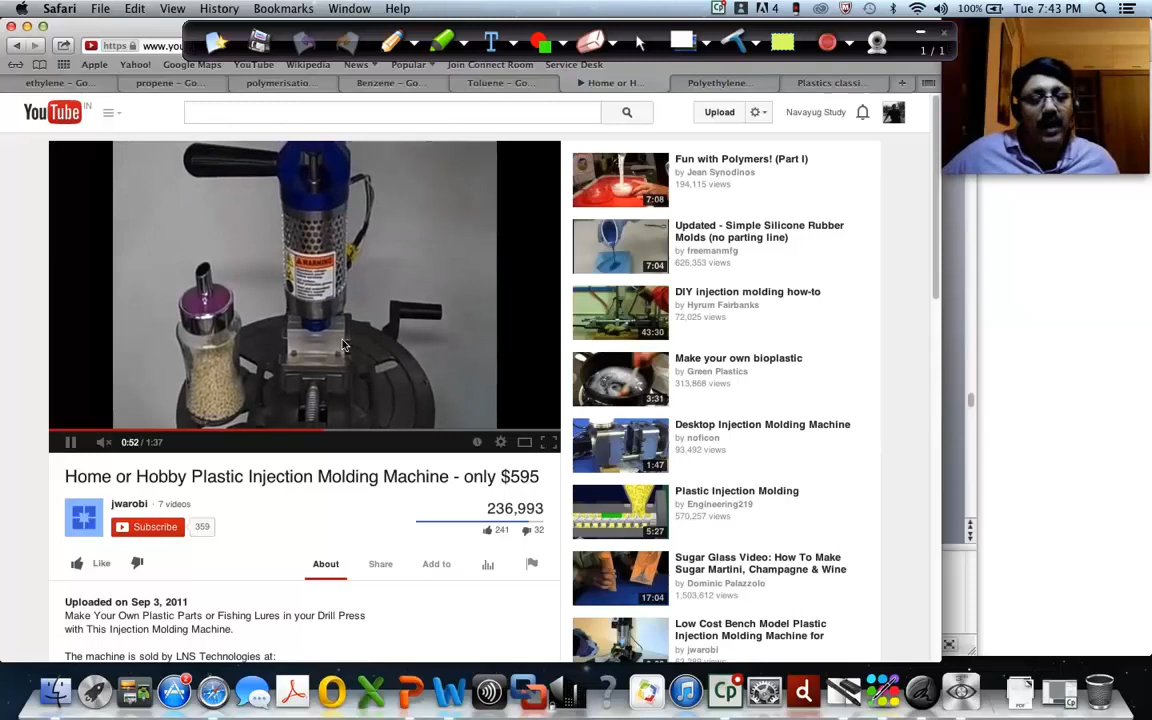 Safari File Edit View History Bookmarks Window Help
4 100% Tue 7:43 PM
1 / 1
https www.yo
Apple Yahoo! Google Maps YouTube Wikipedia News Popular Join Connect Room Service Desk
ethylene – Go... propene – Go... polymerisatio... Benzene – Go... Toluene – Go... Home or H... Polyethylene... Plastics classi...
YouTube IN
Upload
Navayug Study
WARNING
0:52 / 1:37
Home or Hobby Plastic Injection Molding Machine - only $595
jwarobi · 7 videos
Subscribe 359
236,993
241 32
Like
About Share Add to
Uploaded on Sep 3, 2011
Make Your Own Plastic Parts or Fishing Lures in your Drill Press
with This Injection Molding Machine.
The machine is sold by LNS Technologies at:
Fun with Polymers! (Part I)
by Jean Synodinos
194,115 views
7:08
Updated - Simple Silicone Rubber
Molds (no parting line)
by freemanmfg
626,353 views
7:04
DIY injection molding how-to
by Hyrum Fairbanks
72,025 views
43:30
Make your own bioplastic
by Green Plastics
313,868 views
3:31
Desktop Injection Molding Machine
by noficon
93,492 views
1:47
Plastic Injection Molding
by Engineering219
570,257 views
5:27
Sugar Glass Video: How To Make
Sugar Martini, Champagne & Wine
by Dominic Palazzolo
1,503,612 views
17:04
Low Cost Bench Model Plastic
Injection Molding Machine for
by jwarobi